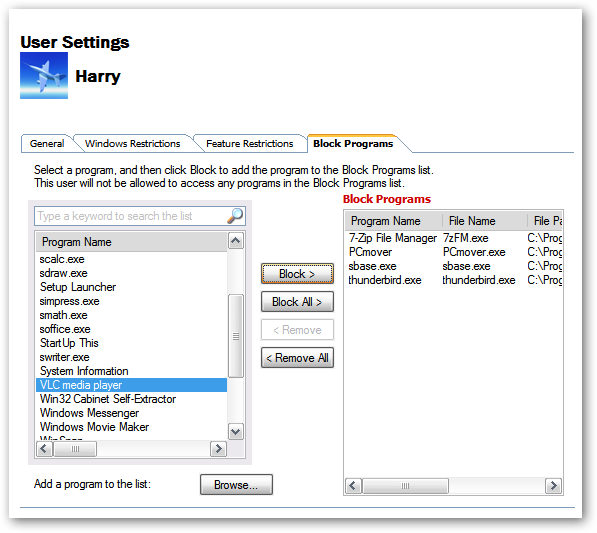 User Settings
Harry
General
Windows Restrictions
Feature Restrictions
Block Programs
Select a program, and then click Block to add the program to the Block Programs list.
This user will not be allowed to access any programs in the Block Programs list.
Type a keyword to search the list
Program Name
scalc.exe
sdraw.exe
Setup Launcher
simpress.exe
smath.exe
soffice.exe
StartUp This
swriter.exe
System Information
VLC media player
Win32 Cabinet Self-Extractor
Windows Messenger
Windows Movie Maker
Block >
Block All >
< Remove
< Remove All
Block Programs
Program Name File Name File Pa
7-Zip File Manager 7zFM.exe C:\Prog
PCmover PCmover.exe C:\Prog
sbase.exe sbase.exe C:\Prog
thunderbird.exe thunderbird.exe C:\Prog
Add a program to the list:
Browse...